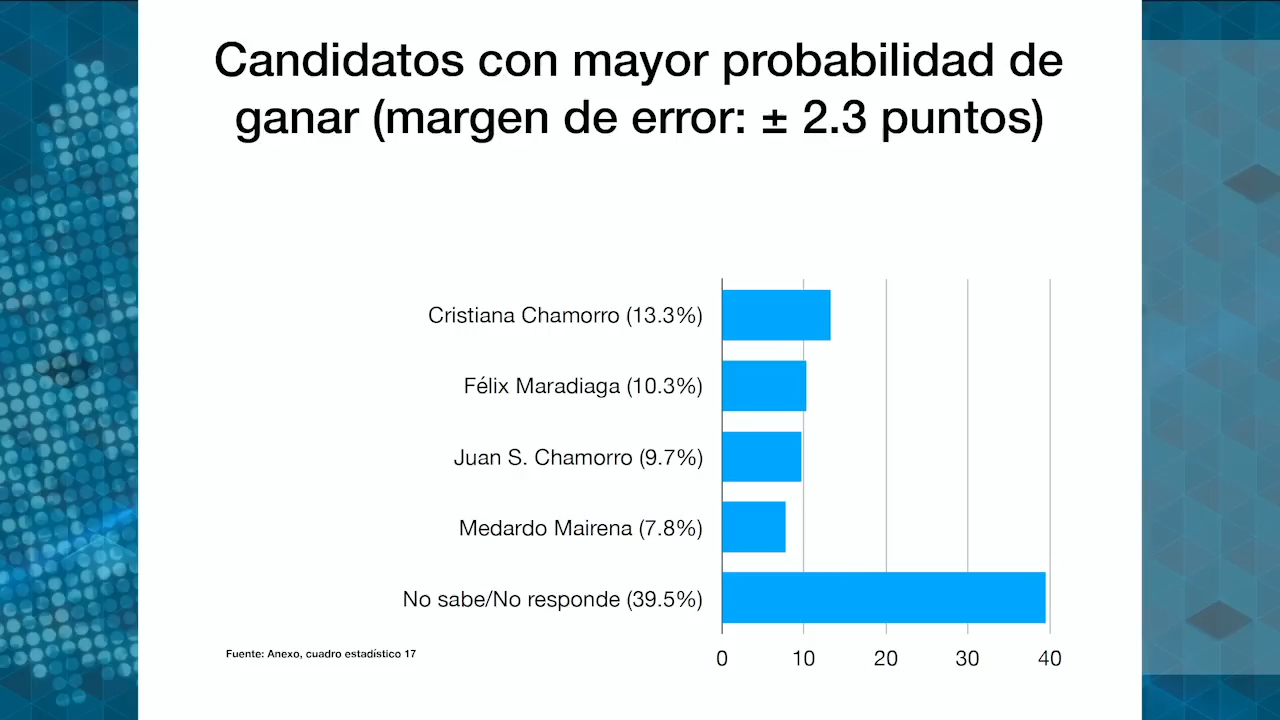 Candidatos con mayor probabilidad de
ganar (margen de error: ± 2.3 puntos)
Cristiana Chamorro (13.3%)
Félix Maradiaga (10.3%)
Juan S. Chamorro (9.7%)
Medardo Mairena (7.8%)
No sabe/No responde (39.5%)
Fuente: Anexo, cuadro estadístico 17
0 10 20 30 40